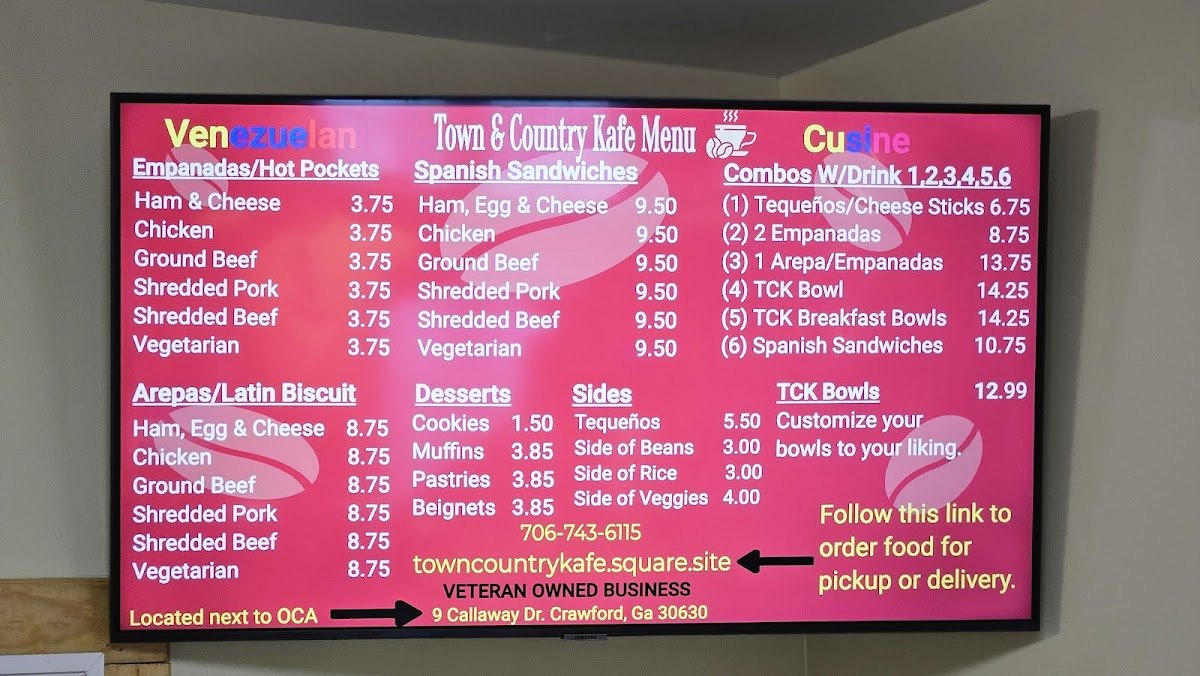 Venezuelan Town & Country Kafe Menu Cusine
Empanadas/Hot Pockets
Ham & Cheese 3.75
Chicken 3.75
Ground Beef 3.75
Shredded Pork 3.75
Shredded Beef 3.75
Vegetarian 3.75
Spanish Sandwiches
Ham, Egg & Cheese 9.50
Chicken 9.50
Ground Beef 9.50
Shredded Pork 9.50
Shredded Beef 9.50
Vegetarian 9.50
Combos W/Drink 1,2,3,4,5,6
(1) Tequeños/Cheese Sticks 6.75
(2) 2 Empanadas 8.75
(3) 1 Arepa/Empanadas 13.75
(4) TCK Bowl 14.25
(5) TCK Breakfast Bowls 14.25
(6) Spanish Sandwiches 10.75
Arepas/Latin Biscuit
Ham, Egg & Cheese 8.75
Chicken 8.75
Ground Beef 8.75
Shredded Pork 8.75
Shredded Beef 8.75
Vegetarian 8.75
Desserts
Cookies 1.50
Muffins 3.85
Pastries 3.85
Beignets 3.85
Sides
Tequeños 5.50
Side of Beans 3.00
Side of Rice 3.00
Side of Veggies 4.00
TCK Bowls 12.99
Customize your
bowls to your liking.
706-743-6115
towncountrykafe.square.site
Follow this link to
order food for
pickup or delivery.
VETERAN OWNED BUSINESS
Located next to OCA
9 Callaway Dr. Crawford, Ga 30630
SAMSUNG